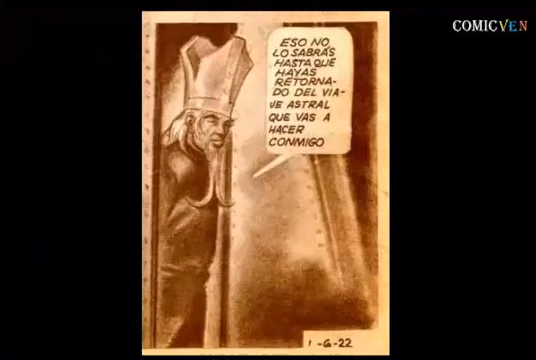 COMICVEN
ESO NO
LO SABRÁS
HASTA QUE
HAYAS
RETORNA-
DO DEL VIA-
JE ASTRAL
QUE VAS A
HACER
CONMIGO
1-6-22